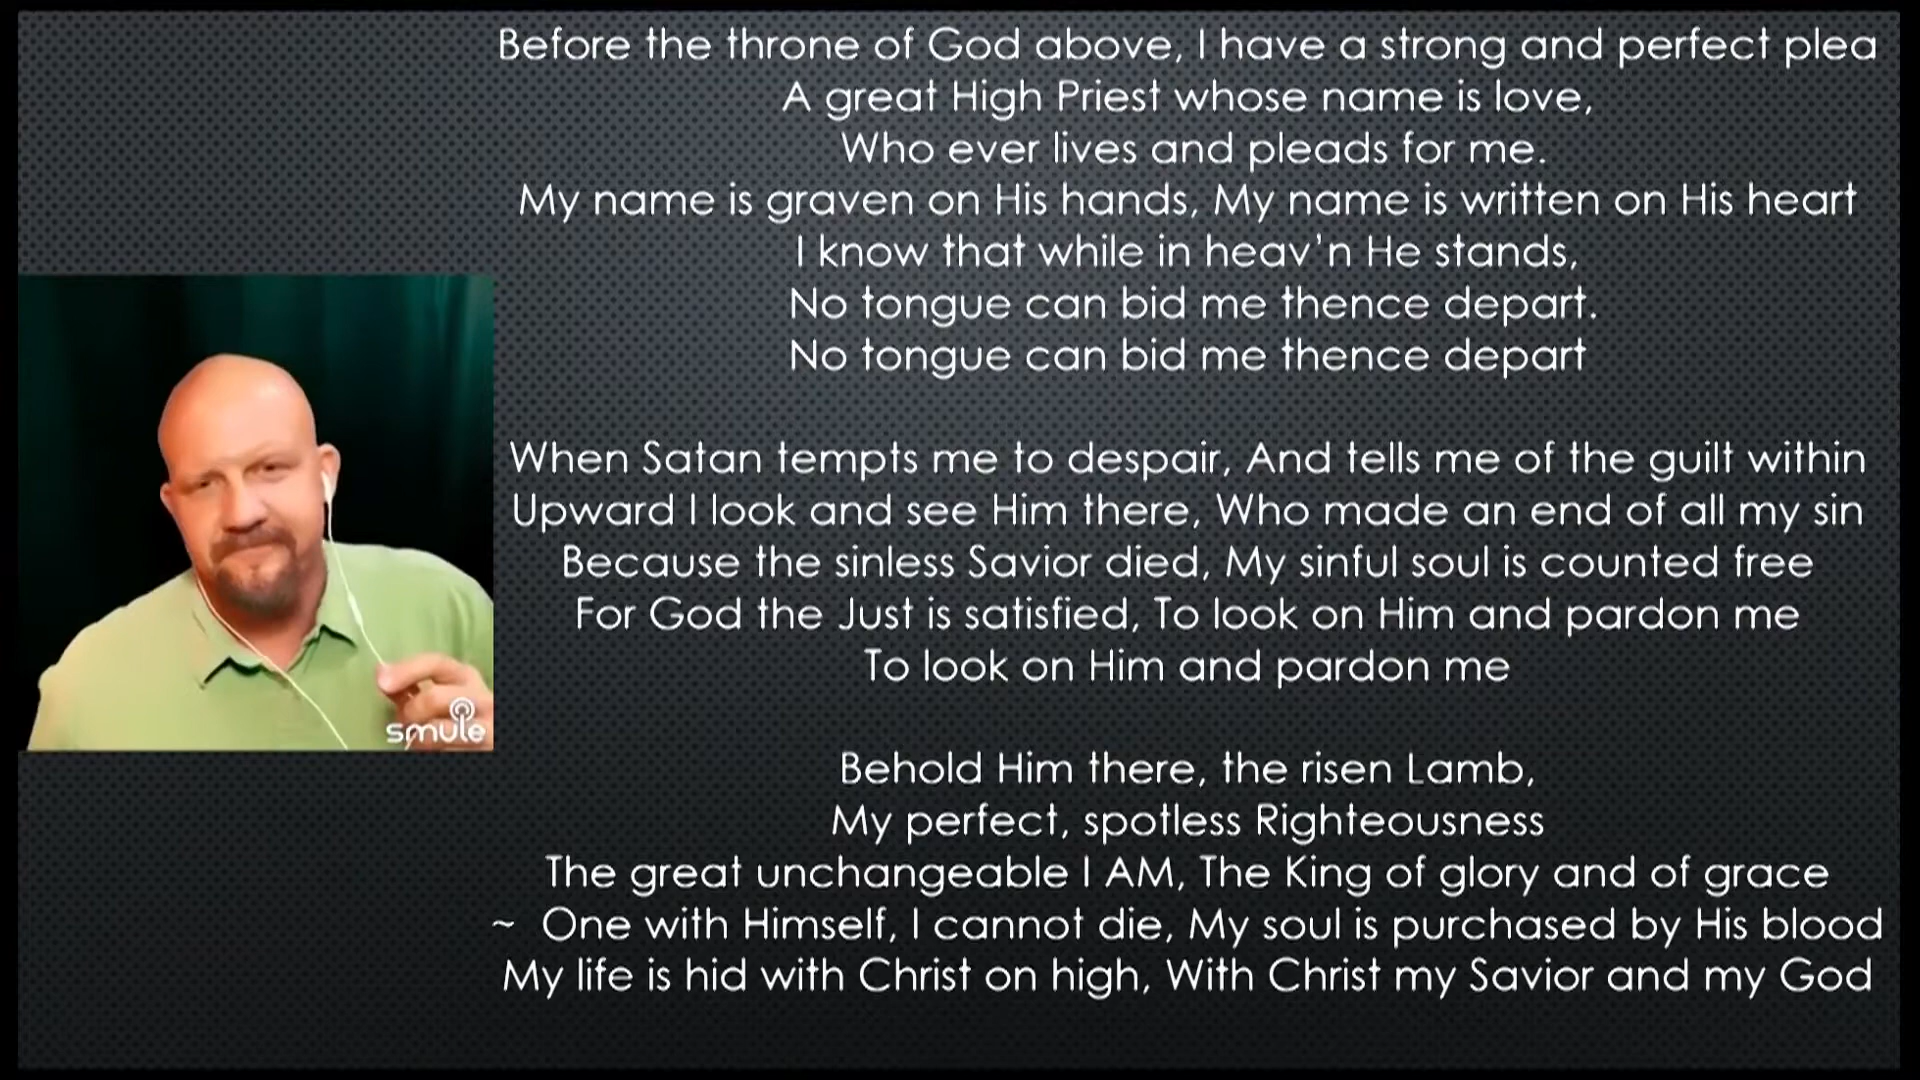 Before the throne of God above, I have a strong and perfect plea
A great High Priest whose name is love,
Who ever lives and pleads for me.
My name is graven on His hands, My name is written on His heart
I know that while in heav’n He stands,
No tongue can bid me thence depart.
No tongue can bid me thence depart
When Satan tempts me to despair, And tells me of the guilt within
Upward I look and see Him there, Who made an end of all my sin
Because the sinless Savior died, My sinful soul is counted free
For God the Just is satisfied, To look on Him and pardon me
To look on Him and pardon me
Behold Him there, the risen Lamb,
My perfect, spotless Righteousness
The great unchangeable I AM, The King of glory and of grace
~ One with Himself, I cannot die, My soul is purchased by His blood
My life is hid with Christ on high, With Christ my Savior and my God
smule